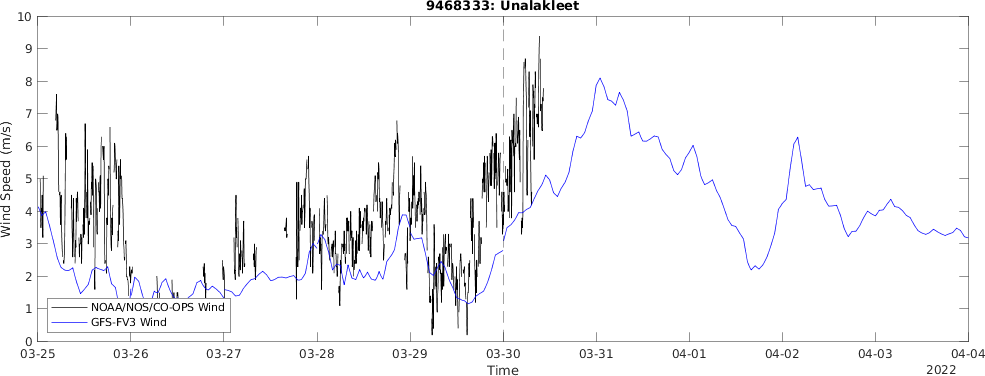 9468333: Unalakleet
Wind Speed (m/s)
10
9
8
7
6
5
4
3
2
1
0
NOAA/NOS/CO-OPS Wind
GFS-FV3 Wind
03-25 03-26 03-27 03-28 03-29 03-30 03-31 04-01 04-02 04-03 04-04
Time
2022